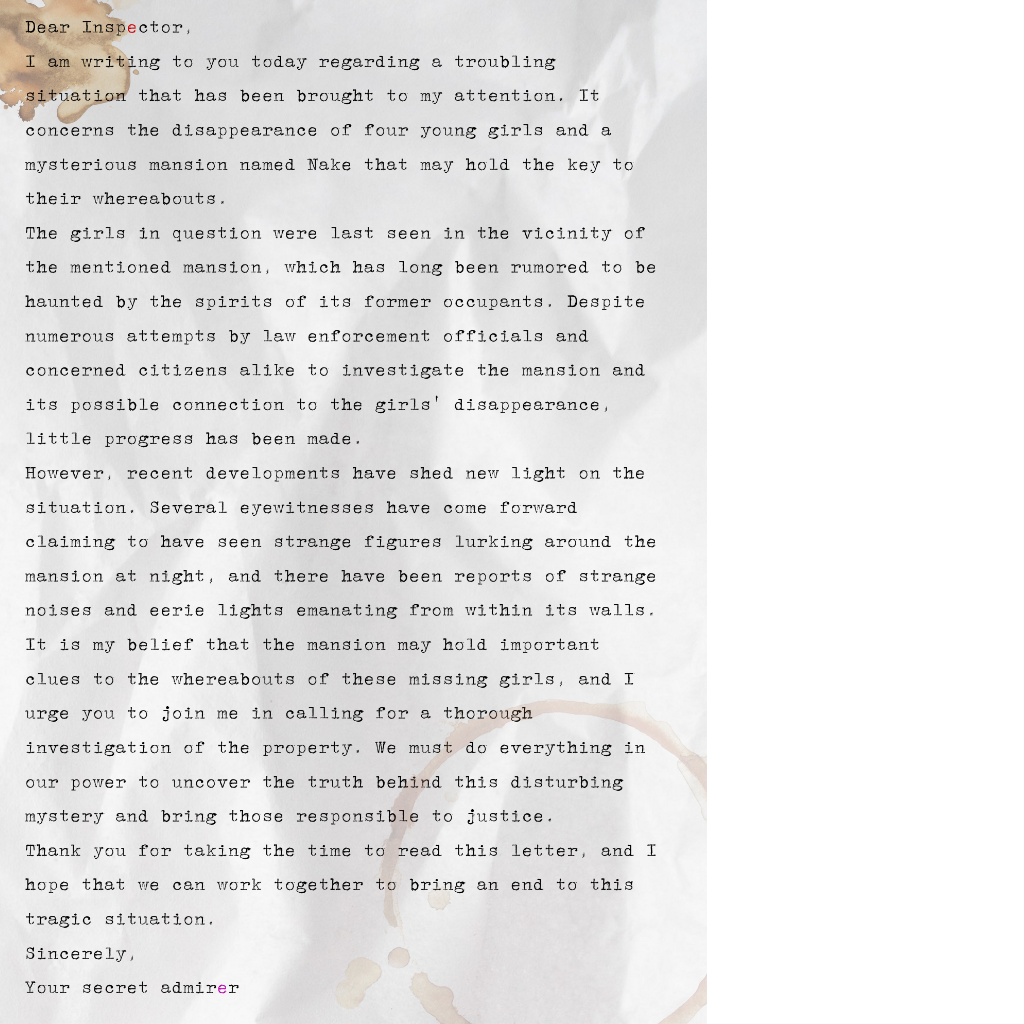 Dear Inspector,
I am writing to you today regarding a troubling
situation that has been brought to my attention. It
concerns the disappearance of four young girls and a
mysterious mansion named Nake that may hold the key to
their whereabouts.
The girls in question were last seen in the vicinity of
the mentioned mansion, which has long been rumored to be
haunted by the spirits of its former occupants. Despite
numerous attempts by law enforcement officials and
concerned citizens alike to investigate the mansion and
its possible connection to the girls' disappearance,
little progress has been made.
However, recent developments have shed new light on the
situation. Several eyewitnesses have come forward
claiming to have seen strange figures lurking around the
mansion at night, and there have been reports of strange
noises and eerie lights emanating from within its walls.
It is my belief that the mansion may hold important
clues to the whereabouts of these missing girls, and I
urge you to join me in calling for a thorough
investigation of the property. We must do everything in
our power to uncover the truth behind this disturbing
mystery and bring those responsible to justice.
Thank you for taking the time to read this letter, and I
hope that we can work together to bring an end to this
tragic situation.
Sincerely,
Your secret admirer